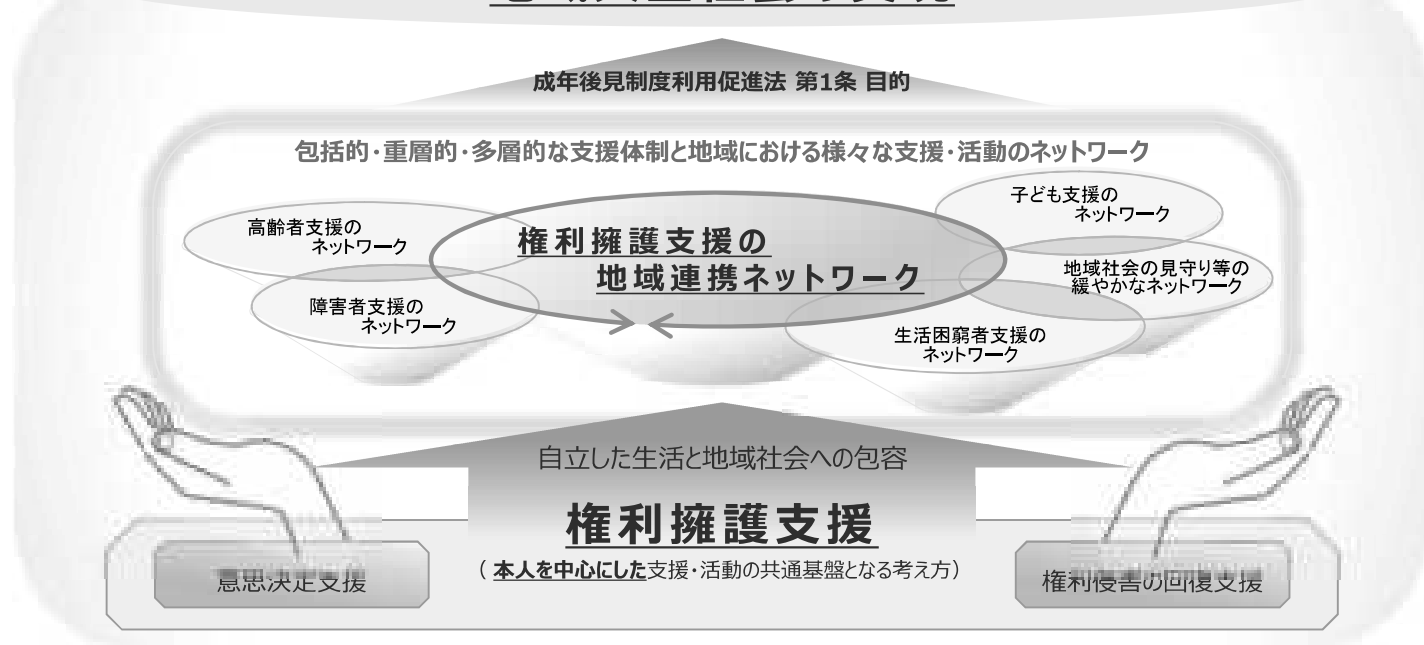 成年後見制度利用促進法 第1条 目的
包括的・重層的・多層的な支援体制と地域における様々な支援・活動のネットワーク
子ども支援の
ネットワーク
高齢者支援の
ネットワーク
権利擁護支援の
地域連携ネットワーク
地域社会の見守り等の
緩やかなネットワーク
障害者支援の
ネットワーク
生活困窮者支援の
ネットワーク
自立した生活と地域社会への包容
権利擁護支援
（本人を中心にした支援・活動の共通基盤となる考え方）
意思決定支援
権利侵害の回復支援